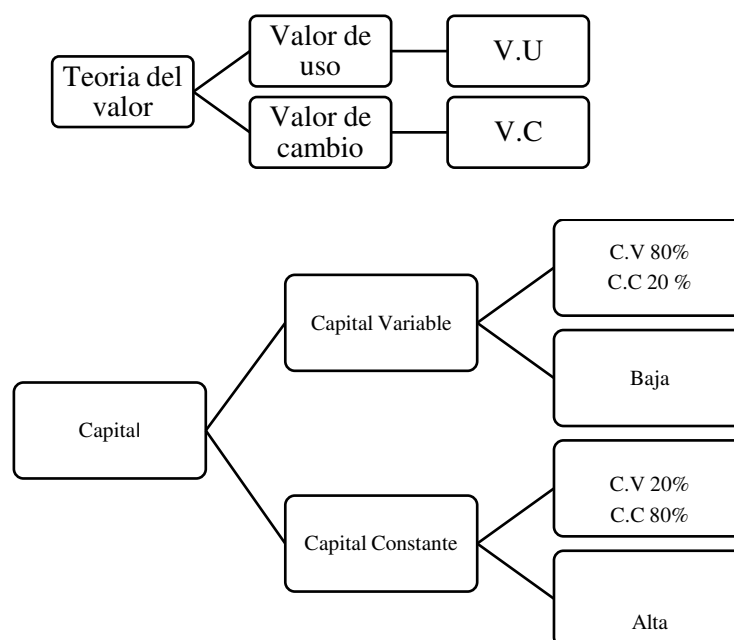 Teoria del
valor
Valor de
uso
V.U
Valor de
cambio
V.C
Capital
Capital Variable
C.V 80%
C.C 20 %
Baja
Capital Constante
C.V 20%
C.C 80%
Alta